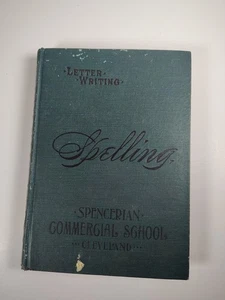 LETTER
WRITING
Spelling.
SPENCERIAN
COMMERCIAL SCHOOL,
CLEVELAND